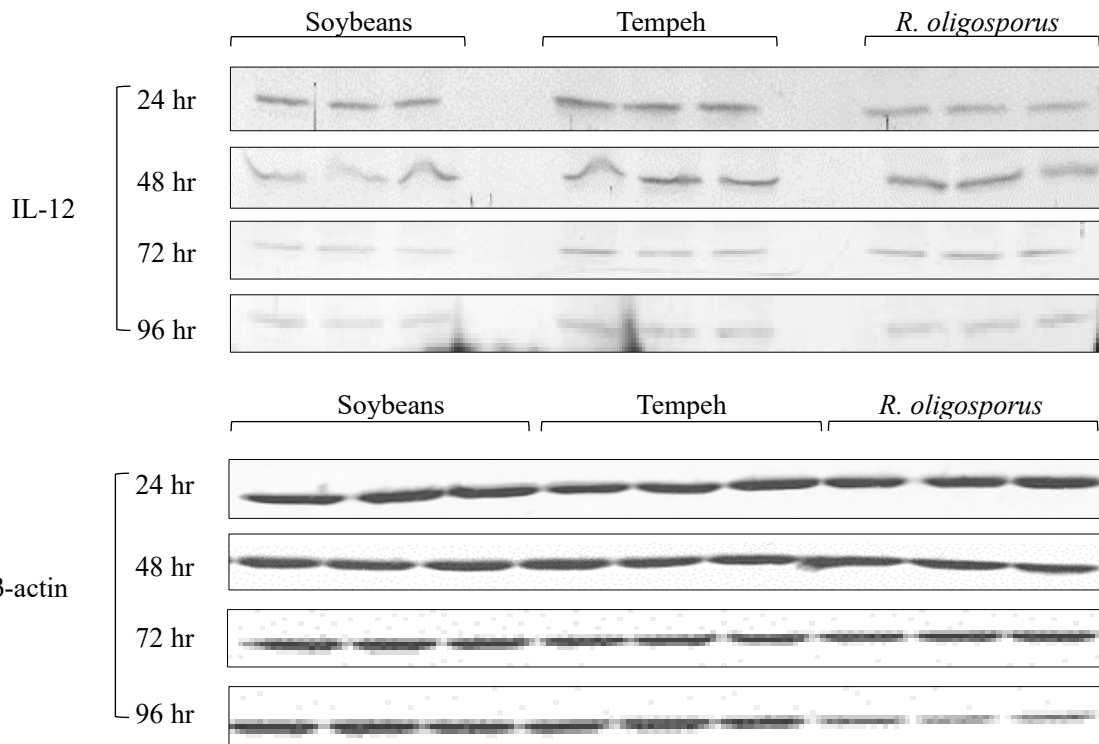 Soybeans Tempeh R. oligosporus
24 hr
48 hr
IL-12
72 hr
96 hr
Soybeans Tempeh R. oligosporus
24 hr
48 hr
-actin
72 hr
96 hr